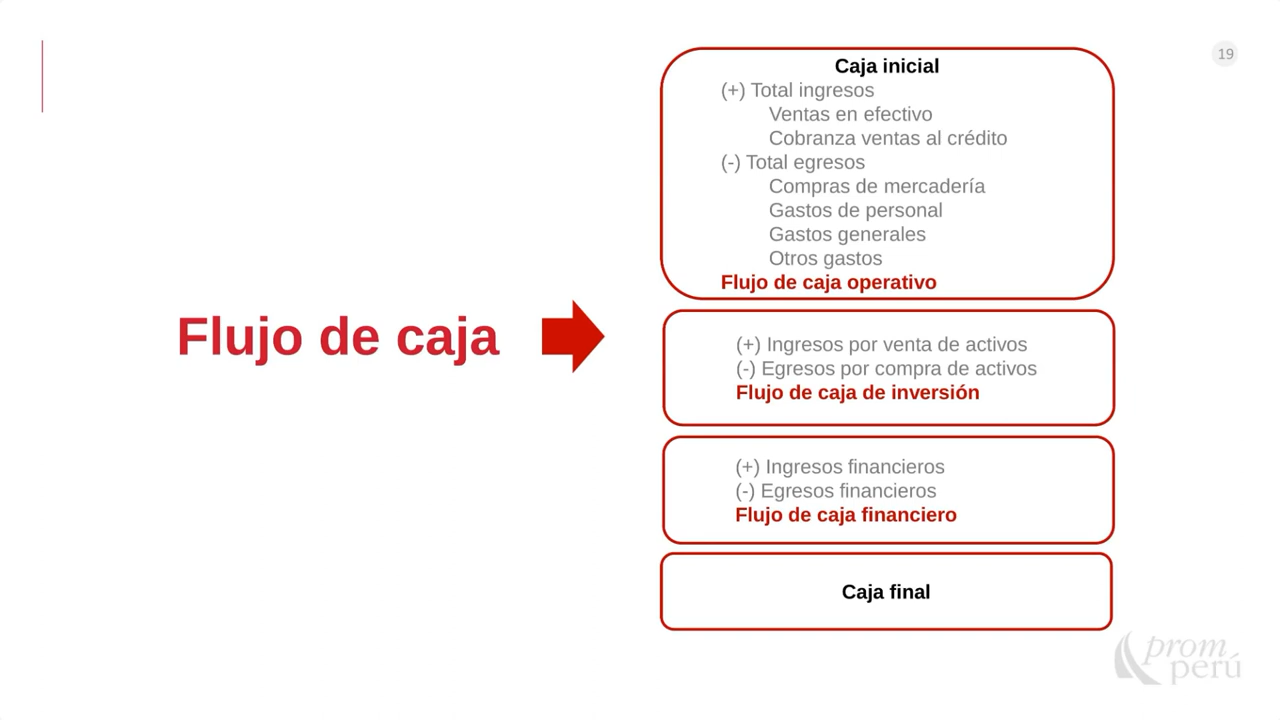 19
Flujo de caja
Caja inicial
(+) Total ingresos
Ventas en efectivo
Cobranza ventas al crédito
(-) Total egresos
Compras de mercadería
Gastos de personal
Gastos generales
Otros gastos
Flujo de caja operativo
(+) Ingresos por venta de activos
(-) Egresos por compra de activos
Flujo de caja de inversión
(+) Ingresos financieros
(-) Egresos financieros
Flujo de caja financiero
Caja final
prom
perú